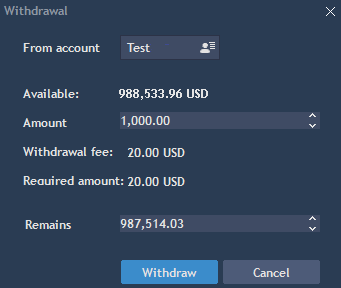 Withdrawal
From account Test
Available: 988,533.96 USD
Amount 1,000.00
Withdrawal fee: 20.00 USD
Required amount: 20.00 USD
Remains 987,514.03
Withdraw Cancel